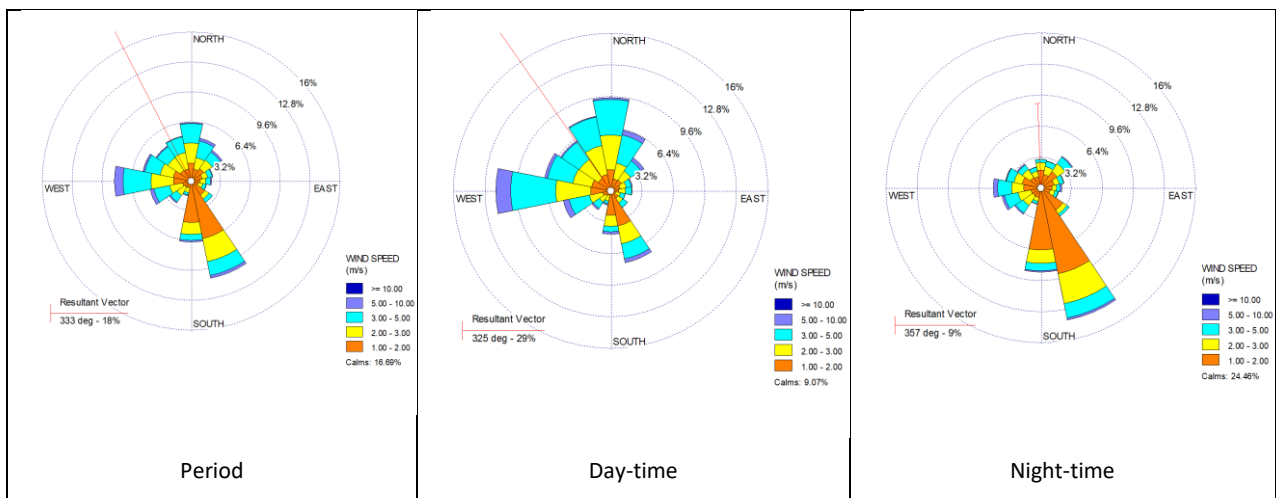 NORTH
16%
12.8%
9.6%
6.4%
3.2%
WEST
EAST
SOUTH
WIND SPEED
(m/s)
>= 10.00
5.00 - 10.00
3.00 - 5.00
2.00 - 3.00
1.00 - 2.00
Calms: 16.69%
Resultant Vector
333 deg - 18%
Period
NORTH
16%
12.8%
9.6%
6.4%
3.2%
WEST
EAST
SOUTH
WIND SPEED
(m/s)
>= 10.00
5.00 - 10.00
3.00 - 5.00
2.00 - 3.00
1.00 - 2.00
Calms: 9.07%
Resultant Vector
325 deg - 29%
Day-time
NORTH
16%
12.8%
9.6%
6.4%
3.2%
WEST
EAST
SOUTH
WIND SPEED
(m/s)
>= 10.00
5.00 - 10.00
3.00 - 5.00
2.00 - 3.00
1.00 - 2.00
Calms: 24.46%
Resultant Vector
357 deg - 9%
Night-time